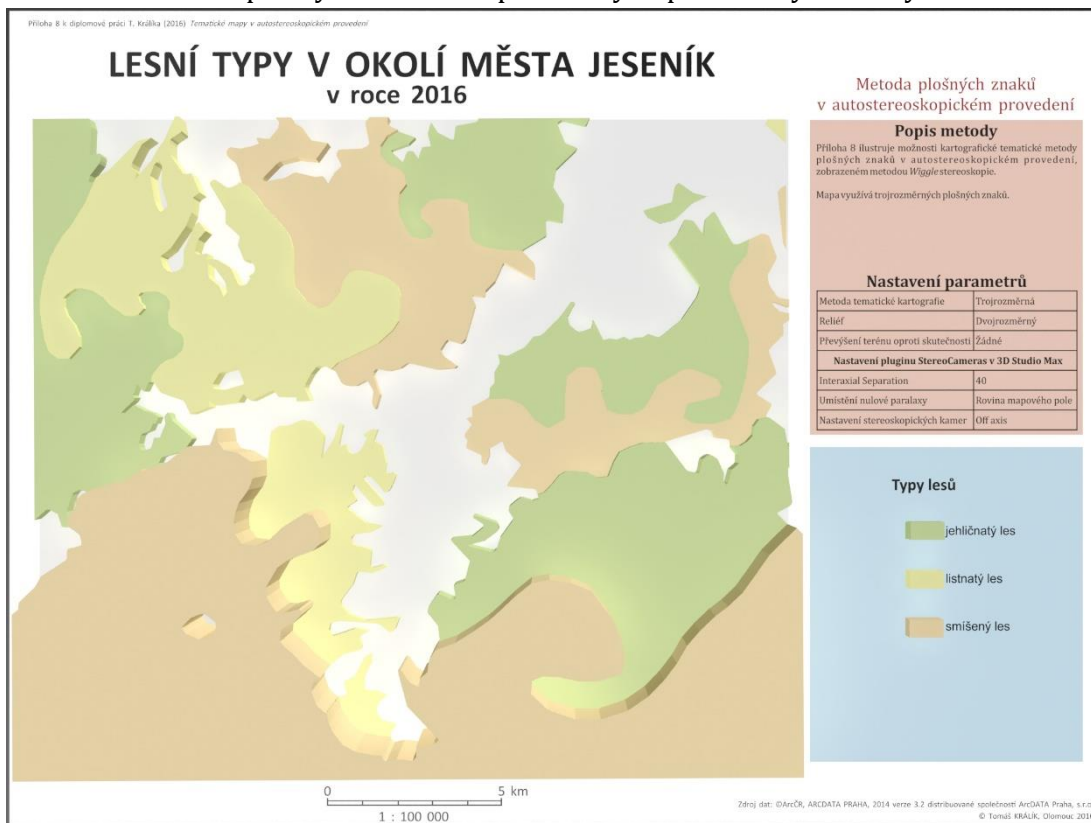 Příloha 8 k diplomové práci T. Králíka (2016) Tematické mapy v autostereoskopickém provedení
LESNÍ TYPY V OKOLÍ MĚSTA JESENÍK
v roce 2016
Metoda plošných znaků
v autostereoskopickém provedení
Popis metody
Příloha 8 ilustruje možnosti kartografické tematické metody
plošných znaků v autostereoskopickém provedení,
zobrazeném metodou Wiggle stereoskopie.
Mapa využívá trojrozměrných plošných znaků.
Nastavení parametrů
Metoda tematické kartografie Trojrozměrná
Reliéf Dvojrozměrný
Převýšení terénu oproti skutečnosti Žádné
Nastavení pluginu StereoCameras v 3D Studio Max
Interaxial Separation 40
Umístění nulové paralaxy Rovina mapového pole
Nastavení stereoskopických kamer Off axis
Typy lesů
jehličnatý les
listnatý les
smíšený les
0 5 km
1 : 100 000
Zdroj dat: ©ArcČR, ARCDATA PRAHA, 2014 verze 3.2 distribuované společností ArcDATA Praha, s.r.o
© Tomáš KRÁLÍK, Olomouc